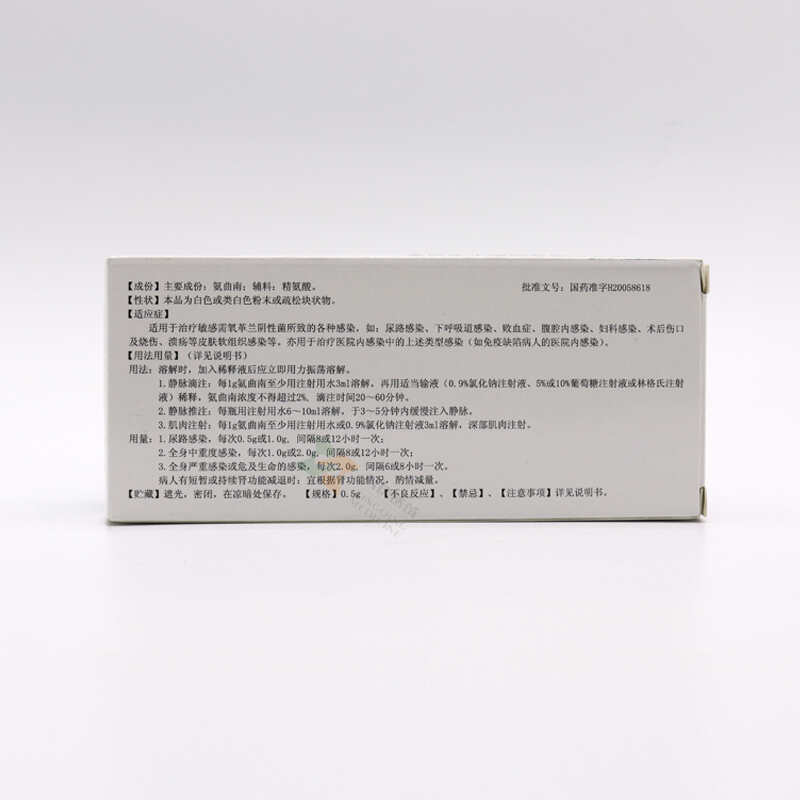 【成份】主要成份：氨曲南；辅料：精氨酸。 批准文号：国药准字H20058618
【性状】本品为白色或类白色粉末或疏松块状物。
【适应症】
适用于治疗敏感需氧革兰阴性菌所致的各种感染，如：尿路感染、下呼吸道感染、败血症、腹腔内感染、妇科感染、术后伤口
及烧伤、溃疡等皮肤软组织感染等。亦用于治疗医院内感染中的上述类型感染（如免疫缺陷病人的医院内感染）。
【用法用量】（详见说明书）
用法：溶解时，加入稀释液后应立即用力振荡溶解。
1.静脉滴注：每1g氨曲南至少用注射用水3ml溶解，再用适当输液（0.9%氯化钠注射液、5%或10%葡萄糖注射液或林格氏注射
液）稀释，氨曲南浓度不得超过2%，滴注时间20～60分钟。
2.静脉推注：每瓶用注射用水6～10ml溶解，于3～5分钟内缓慢注入静脉。
3.肌肉注射：每1g氨曲南至少用注射用水或0.9%氯化钠注射液3ml溶解，深部肌肉注射。
用量：1.尿路感染，每次0.5g或1.0g，间隔8或12小时一次；
2.全身中重度感染，每次1.0g或2.0g，间隔8或12小时一次；
3.全身严重感染或危及生命的感染，每次2.0g，间隔6或8小时一次。
病人有短暂或持续肾功能减退时：宜根据肾功能情况，酌情减量。
【贮藏】遮光，密闭，在凉暗处保存。 【规格】0.5g 【不良反应】、【禁忌】、【注意事项】详见说明书。